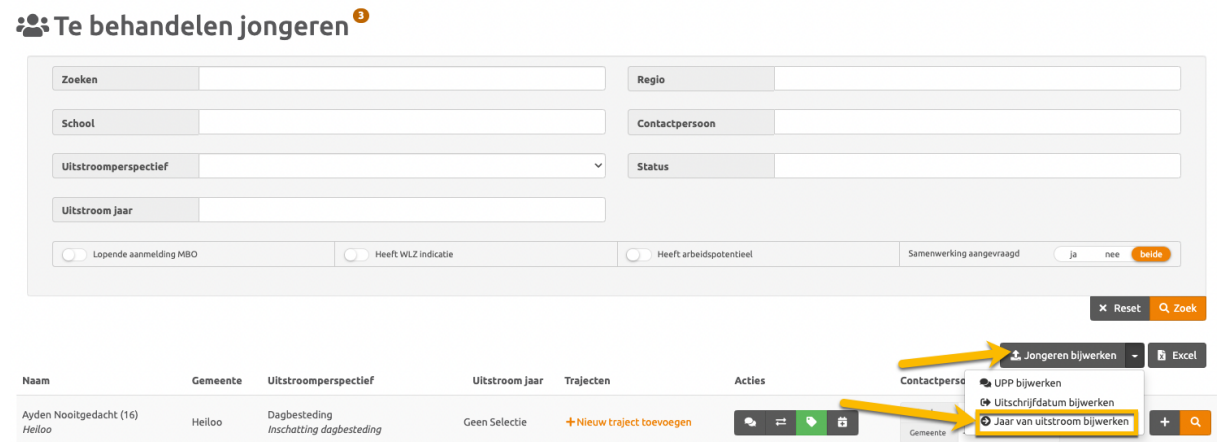 Te behandelen jongeren 3
Zoeken
Regio
School
Contactpersoon
Uitstroomperspectief
Status
Uitstroom jaar
Lopende aanmelding MBO
Heeft WLZ indicatie
Heeft arbeidspotentieel
Samenwerking aangevraagd
ja nee beide
× Reset
Zoek
Jongeren bijwerken
Excel
Naam Gemeente Uitstroomperspectief Uitstroom jaar Trajecten Acties Contactperso
UPP bijwerken
Uitschrijfdatum bijwerken
Jaar van uitstroom bijwerken
Ayden Nooitgedacht (16)
Heiloo
Heiloo
Dagbesteding
Inschatting dagbesteding
Geen Selectie
+Nieuw traject toevoegen
Gemeente
+